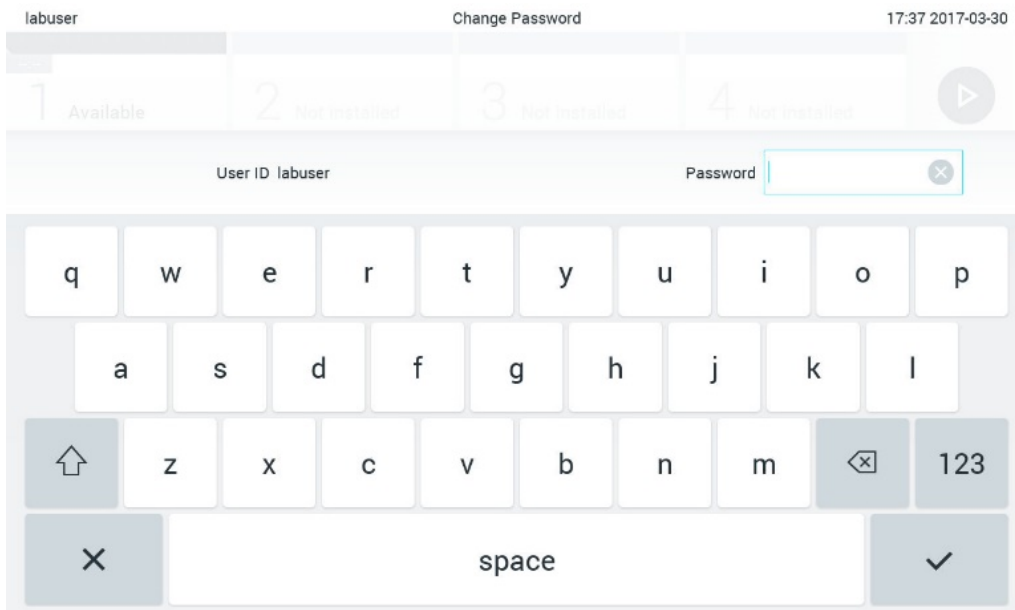 labuser Change Password 17:37 2017-03-30
1 Available 2 Not installed 3 Not installed 4 Not installed
User ID labuser Password
q w e r t y u i o p
a s d f g h j k l
z x c v b n m 123
space